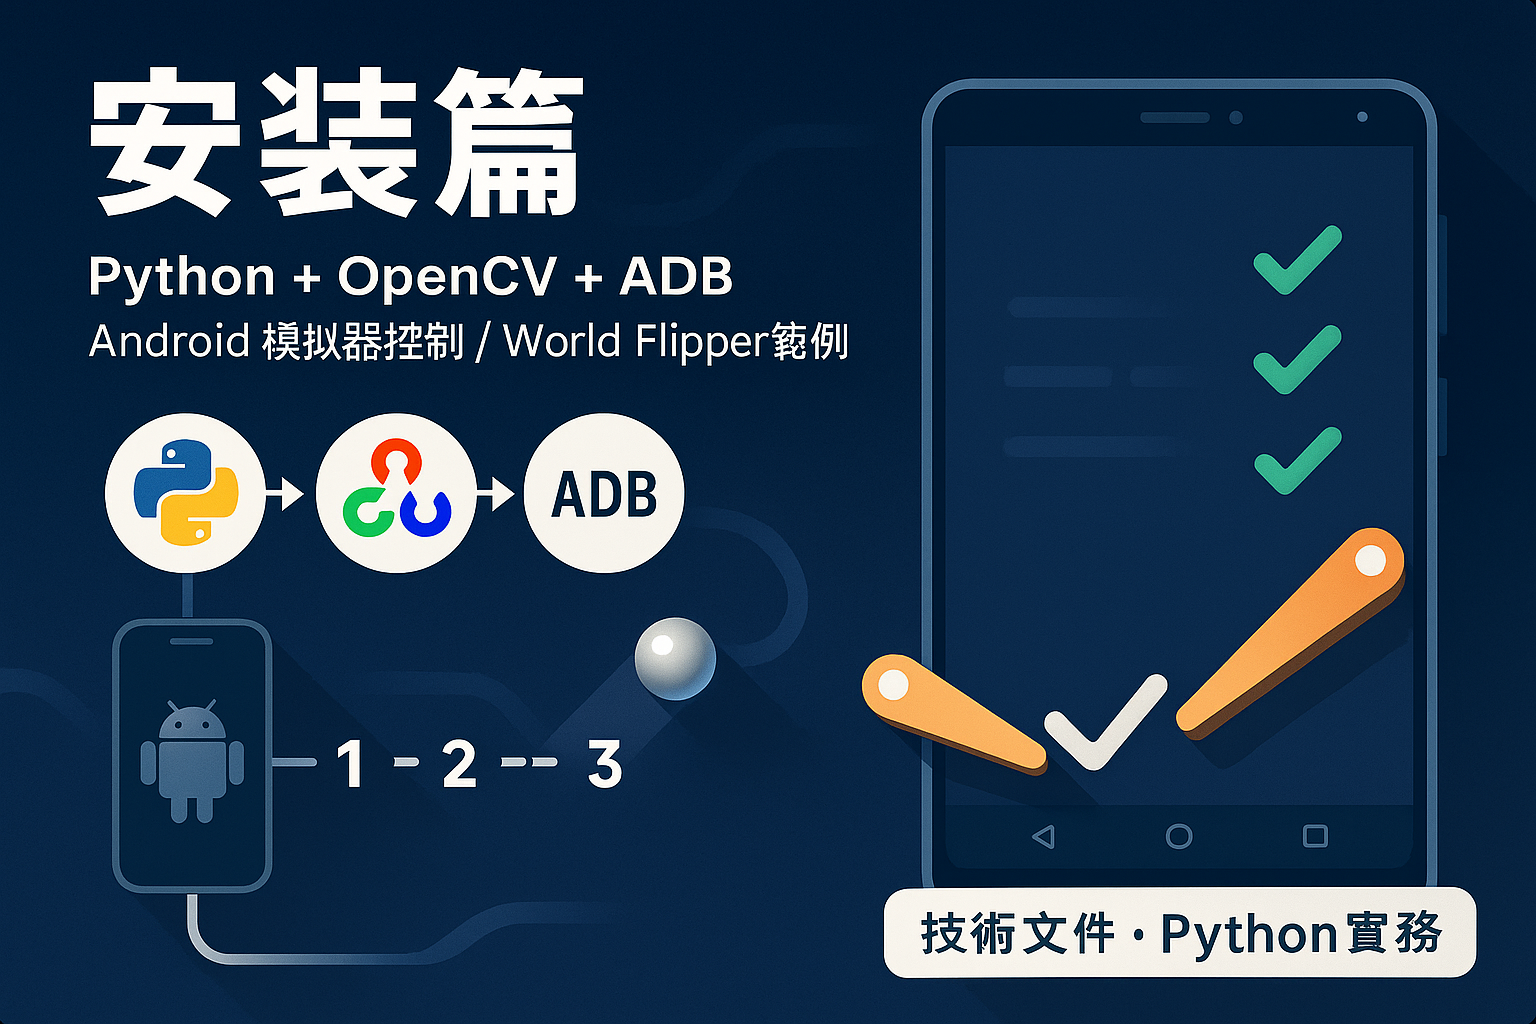 安装篇
Python + OpenCV + ADB
Android 模拟器控制 / World Flipper範例
ADB
1 - 2 -- 3
技術文件・Python實務